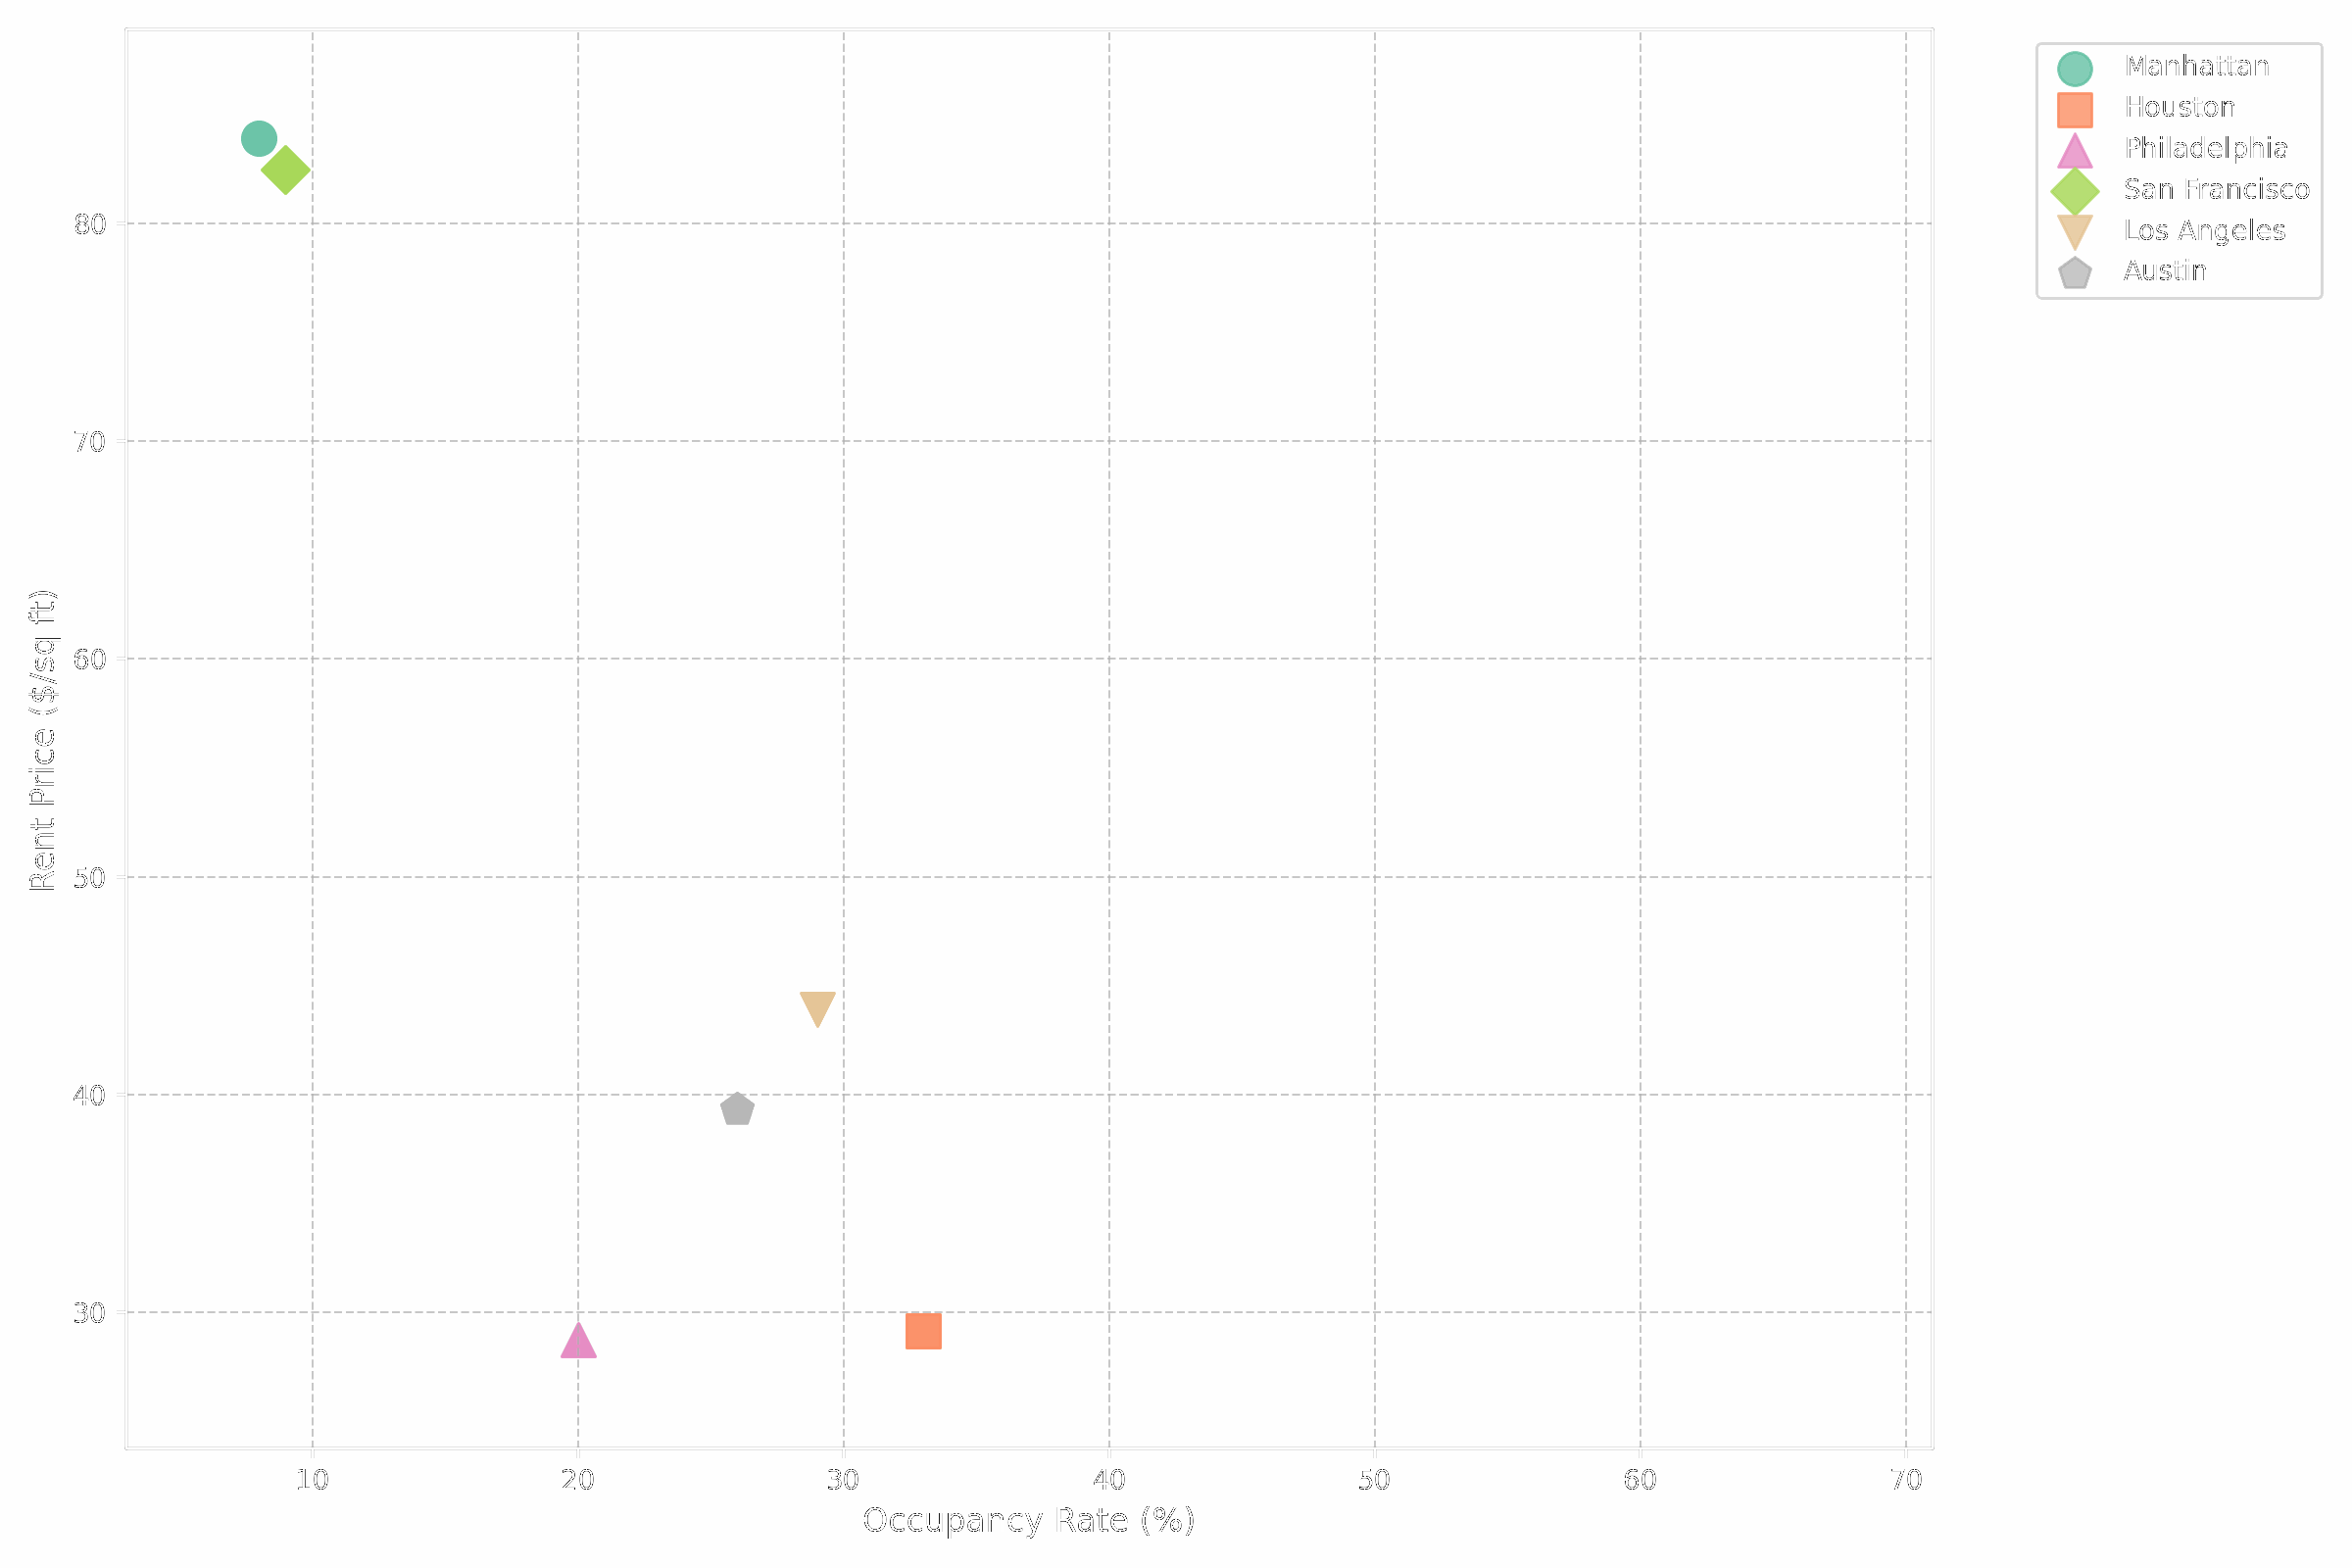 Manhattan
Houston
Philadelphia
San Francisco
Los Angeles
Austin
80
70
60
50
40
30
Rent Price ($/sq ft)
10 20 30 40 50 60 70
Occupancy Rate (%)